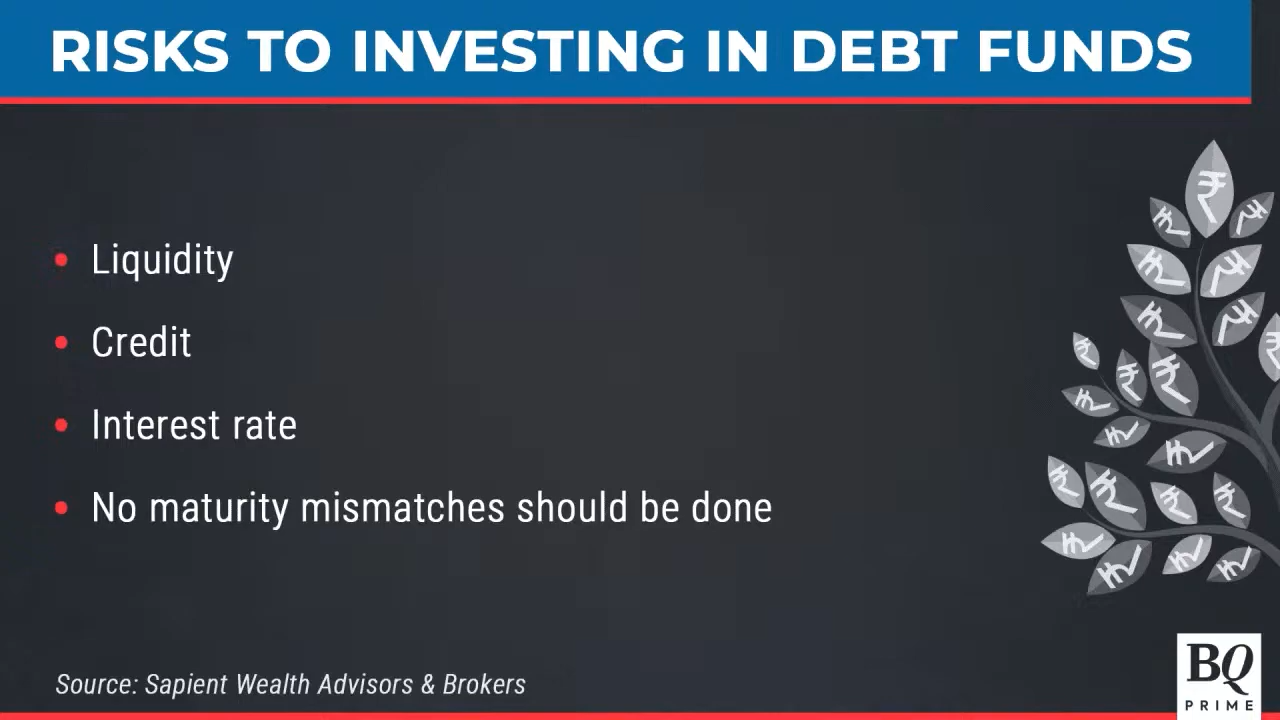 RISKS TO INVESTING IN DEBT FUNDS
• Liquidity
• Credit
• Interest rate
• No maturity mismatches should be done
Source: Sapient Wealth Advisors & Brokers
BQ
PRIME